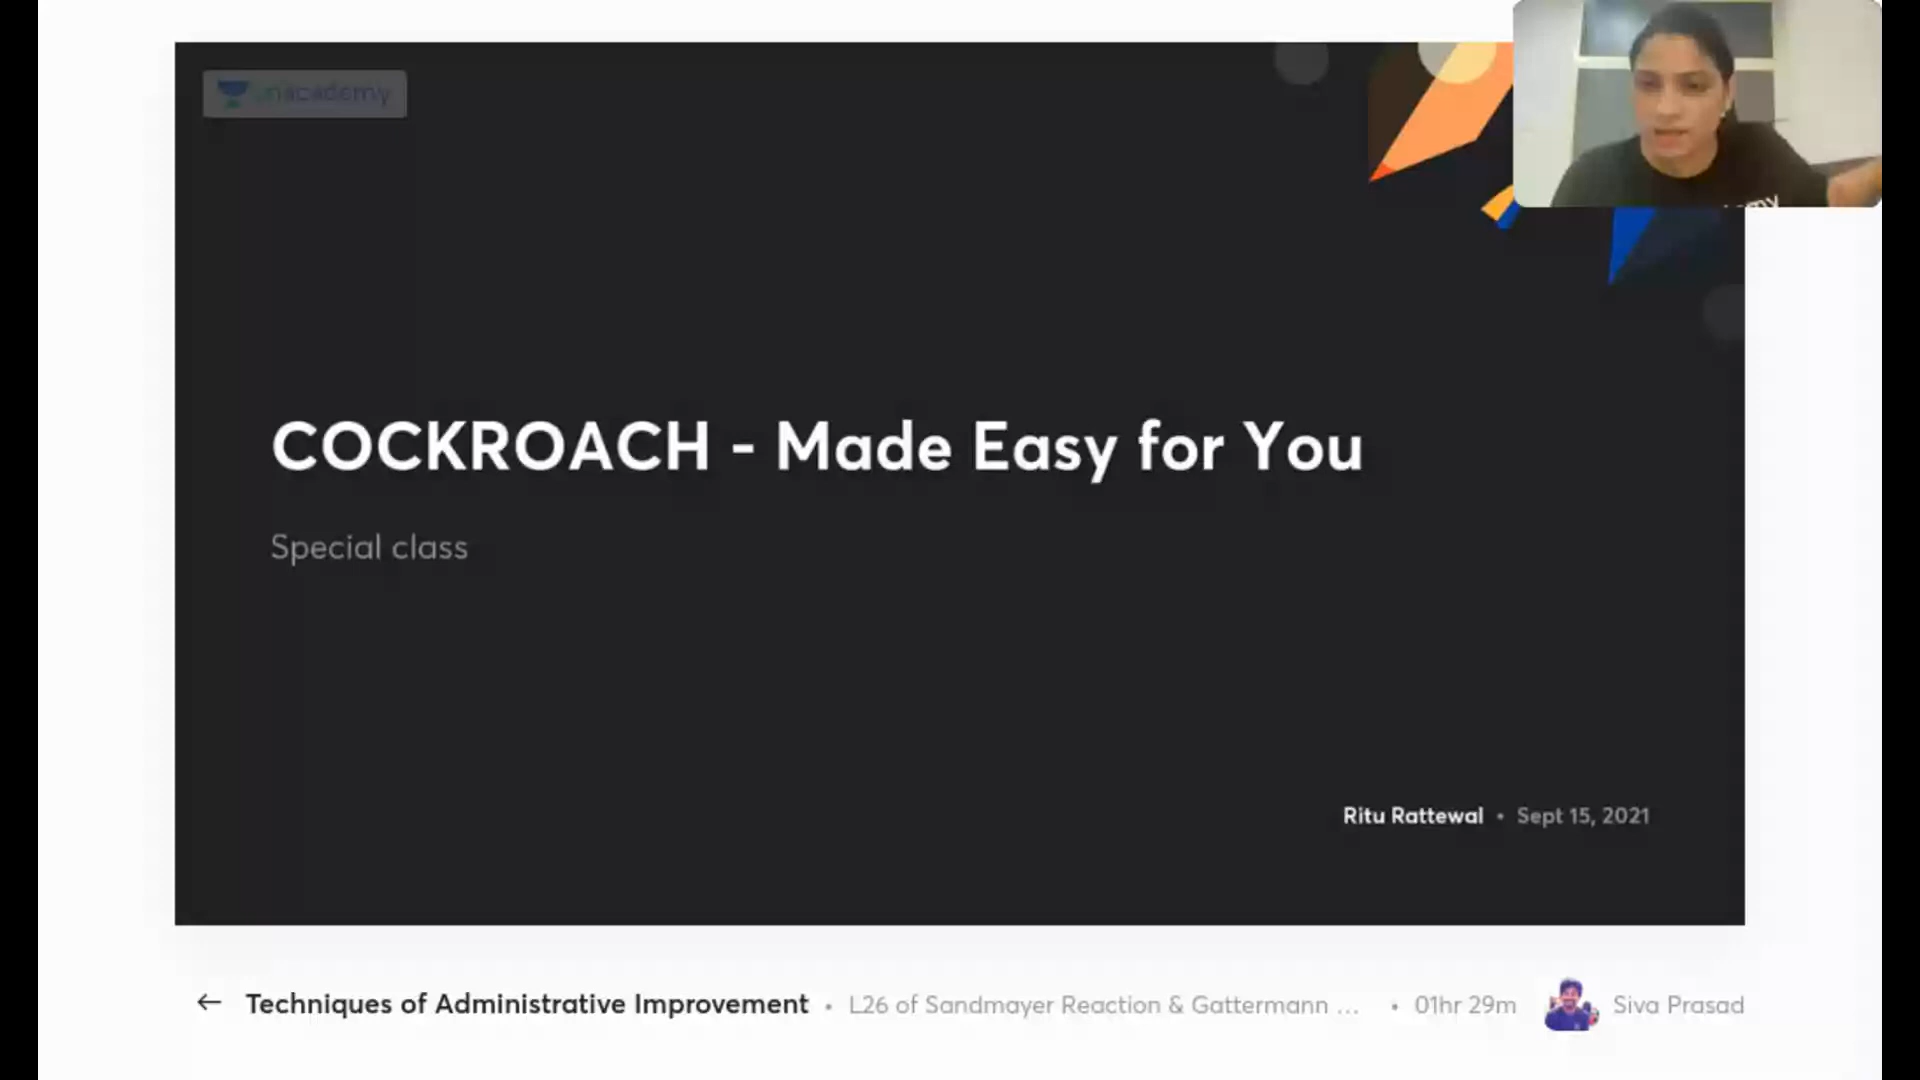 unacademy
COCKROACH - Made Easy for You
Special class
Ritu Rattewal • Sept 15, 2021
← Techniques of Administrative Improvement • L26 of Sandmayer Reaction & Gattermann ... • 01hr 29m Siva Prasad